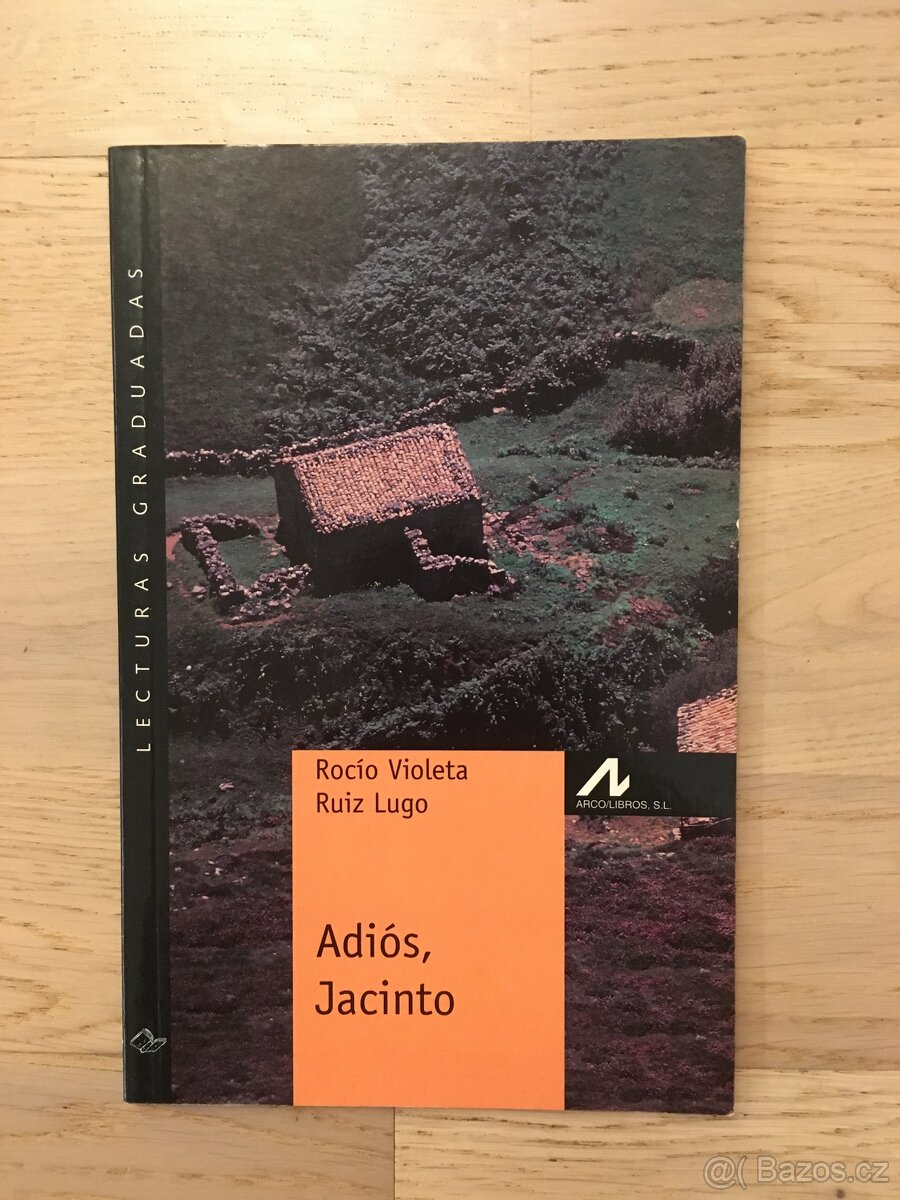 LECTURAS GRADUADAS
Rocío Violeta
Ruiz Lugo
ARCO/LIBROS, S.L.
Adiós,
Jacinto
@( Bazos.cz